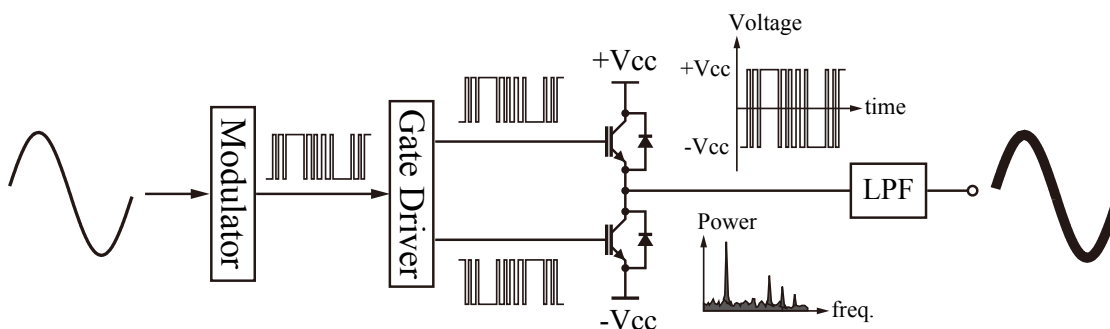 Modulator
Gate Driver
+Vcc
-Vcc
Voltage
+Vcc
time
-Vcc
Power
freq.
LPF